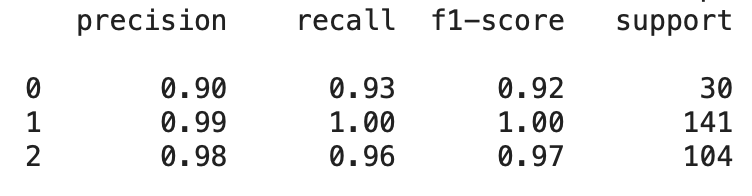 precision recall f1-score support
0 0.90 0.93 0.92 30
1 0.99 1.00 1.00 141
2 0.98 0.96 0.97 104